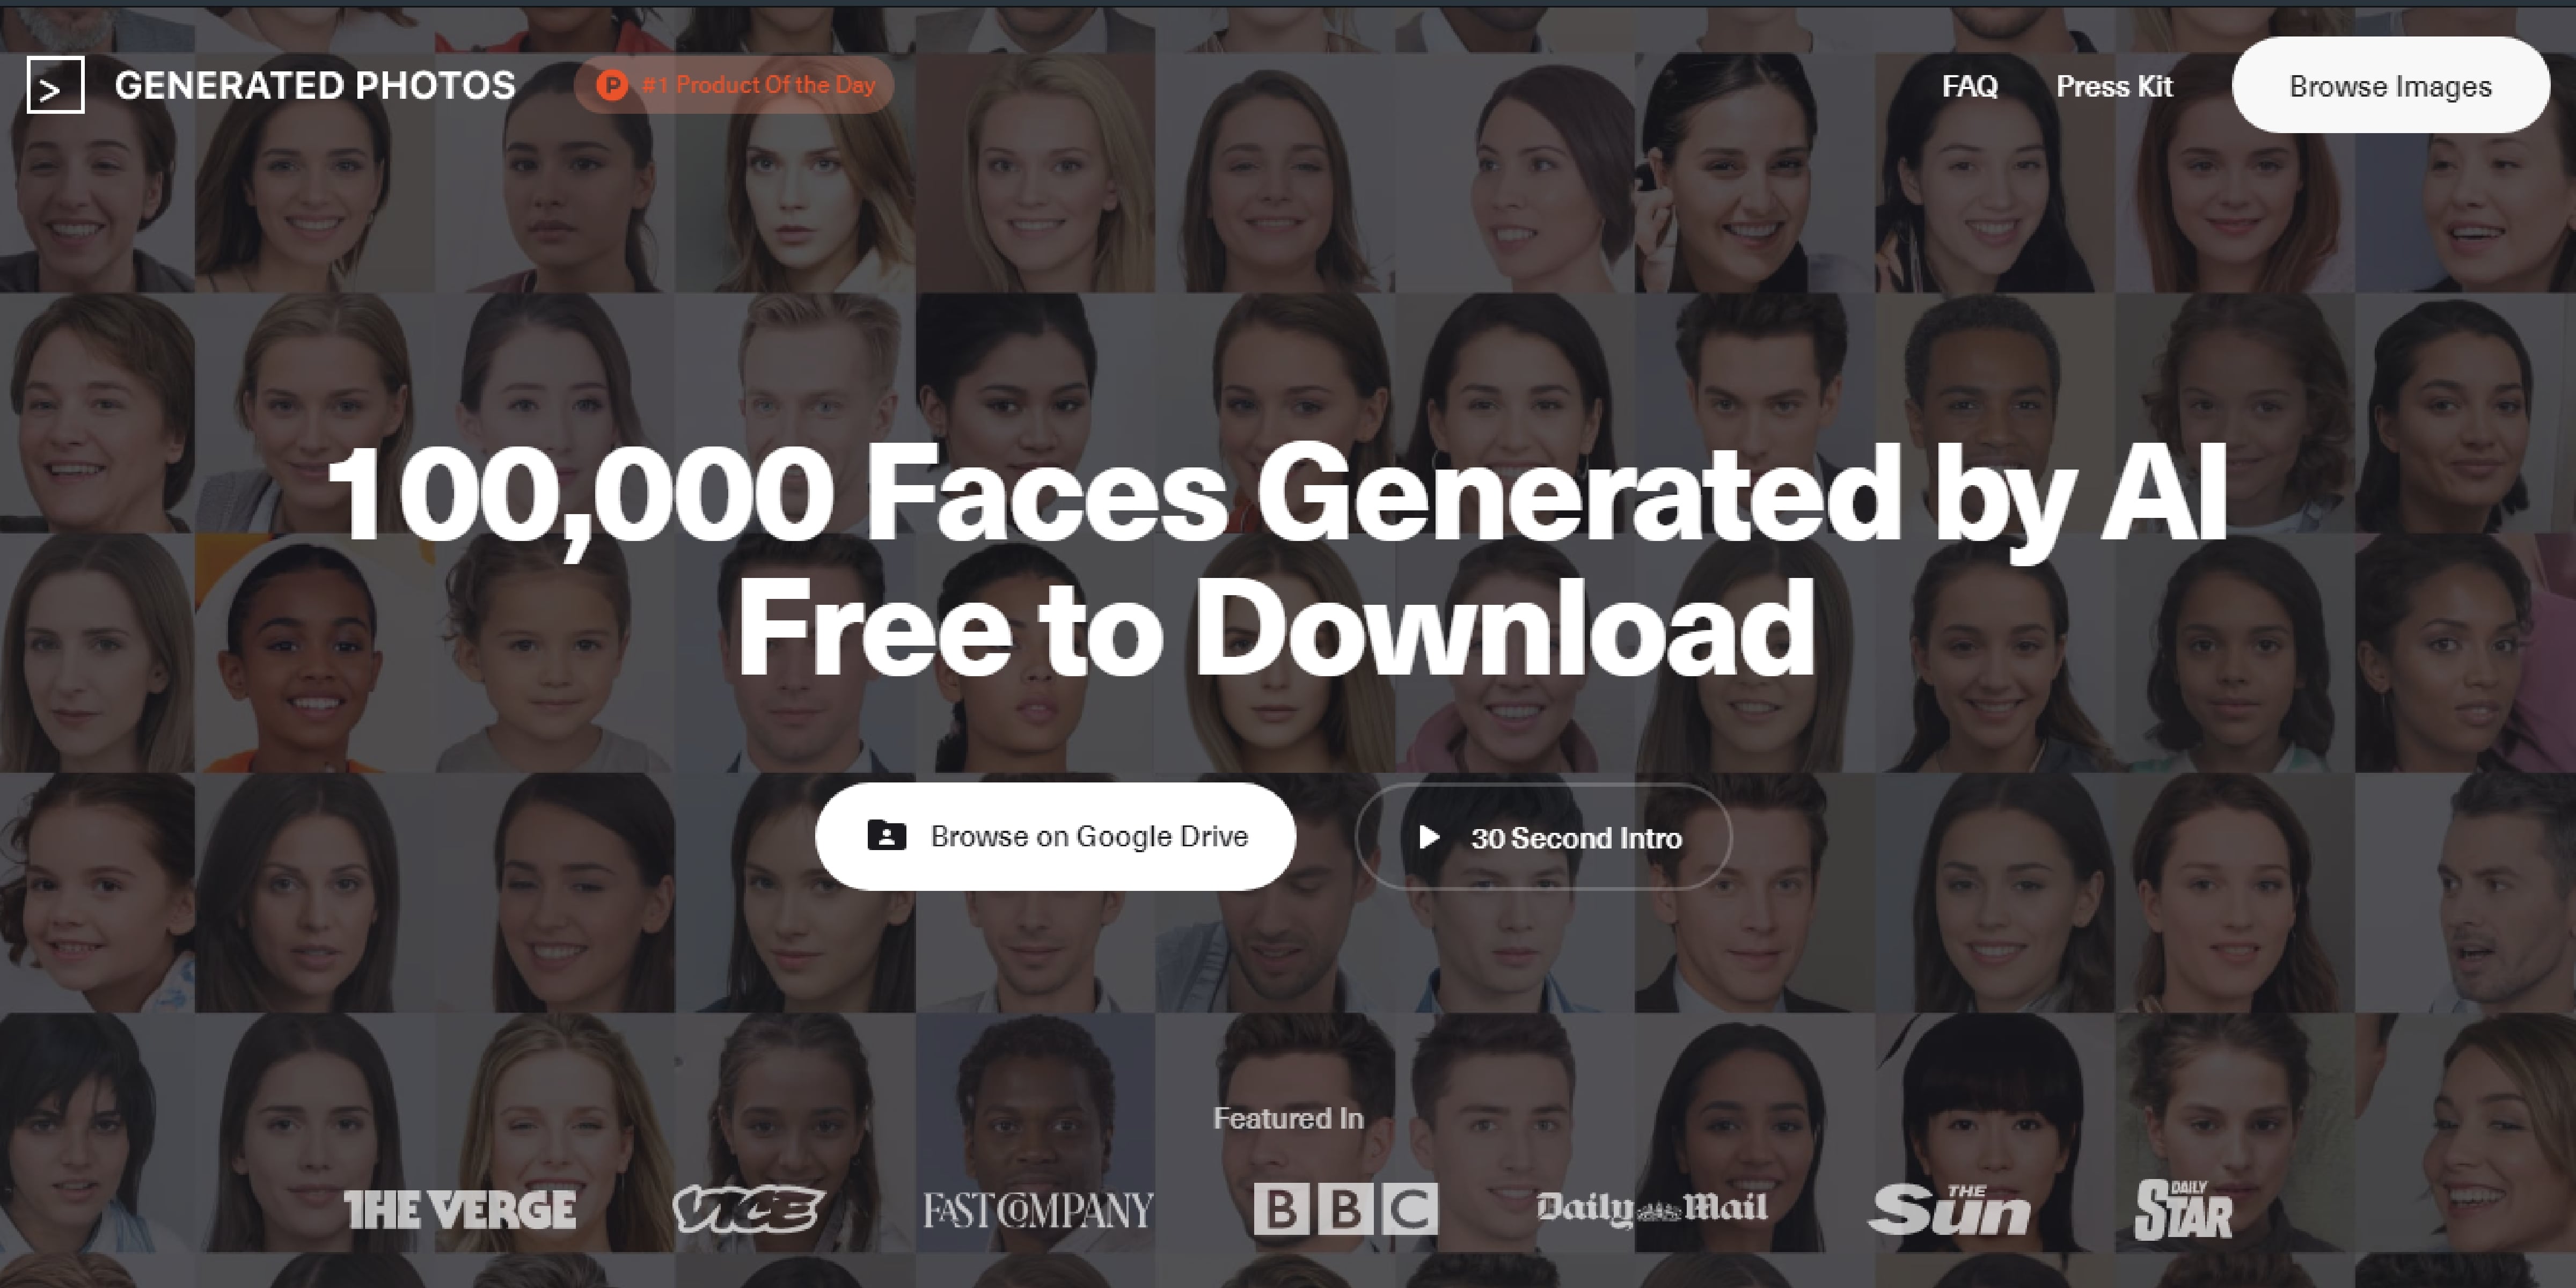 > GENERATED PHOTOS
P #1 Product Of the Day
FAQ
Press Kit
Browse Images
100,000 Faces Generated by AI
Free to Download
Browse on Google Drive
30 Second Intro
Featured In
THE VERGE
VICE
FAST COMPANY
BBC
Daily Mail
THE Sun
DAILY STAR